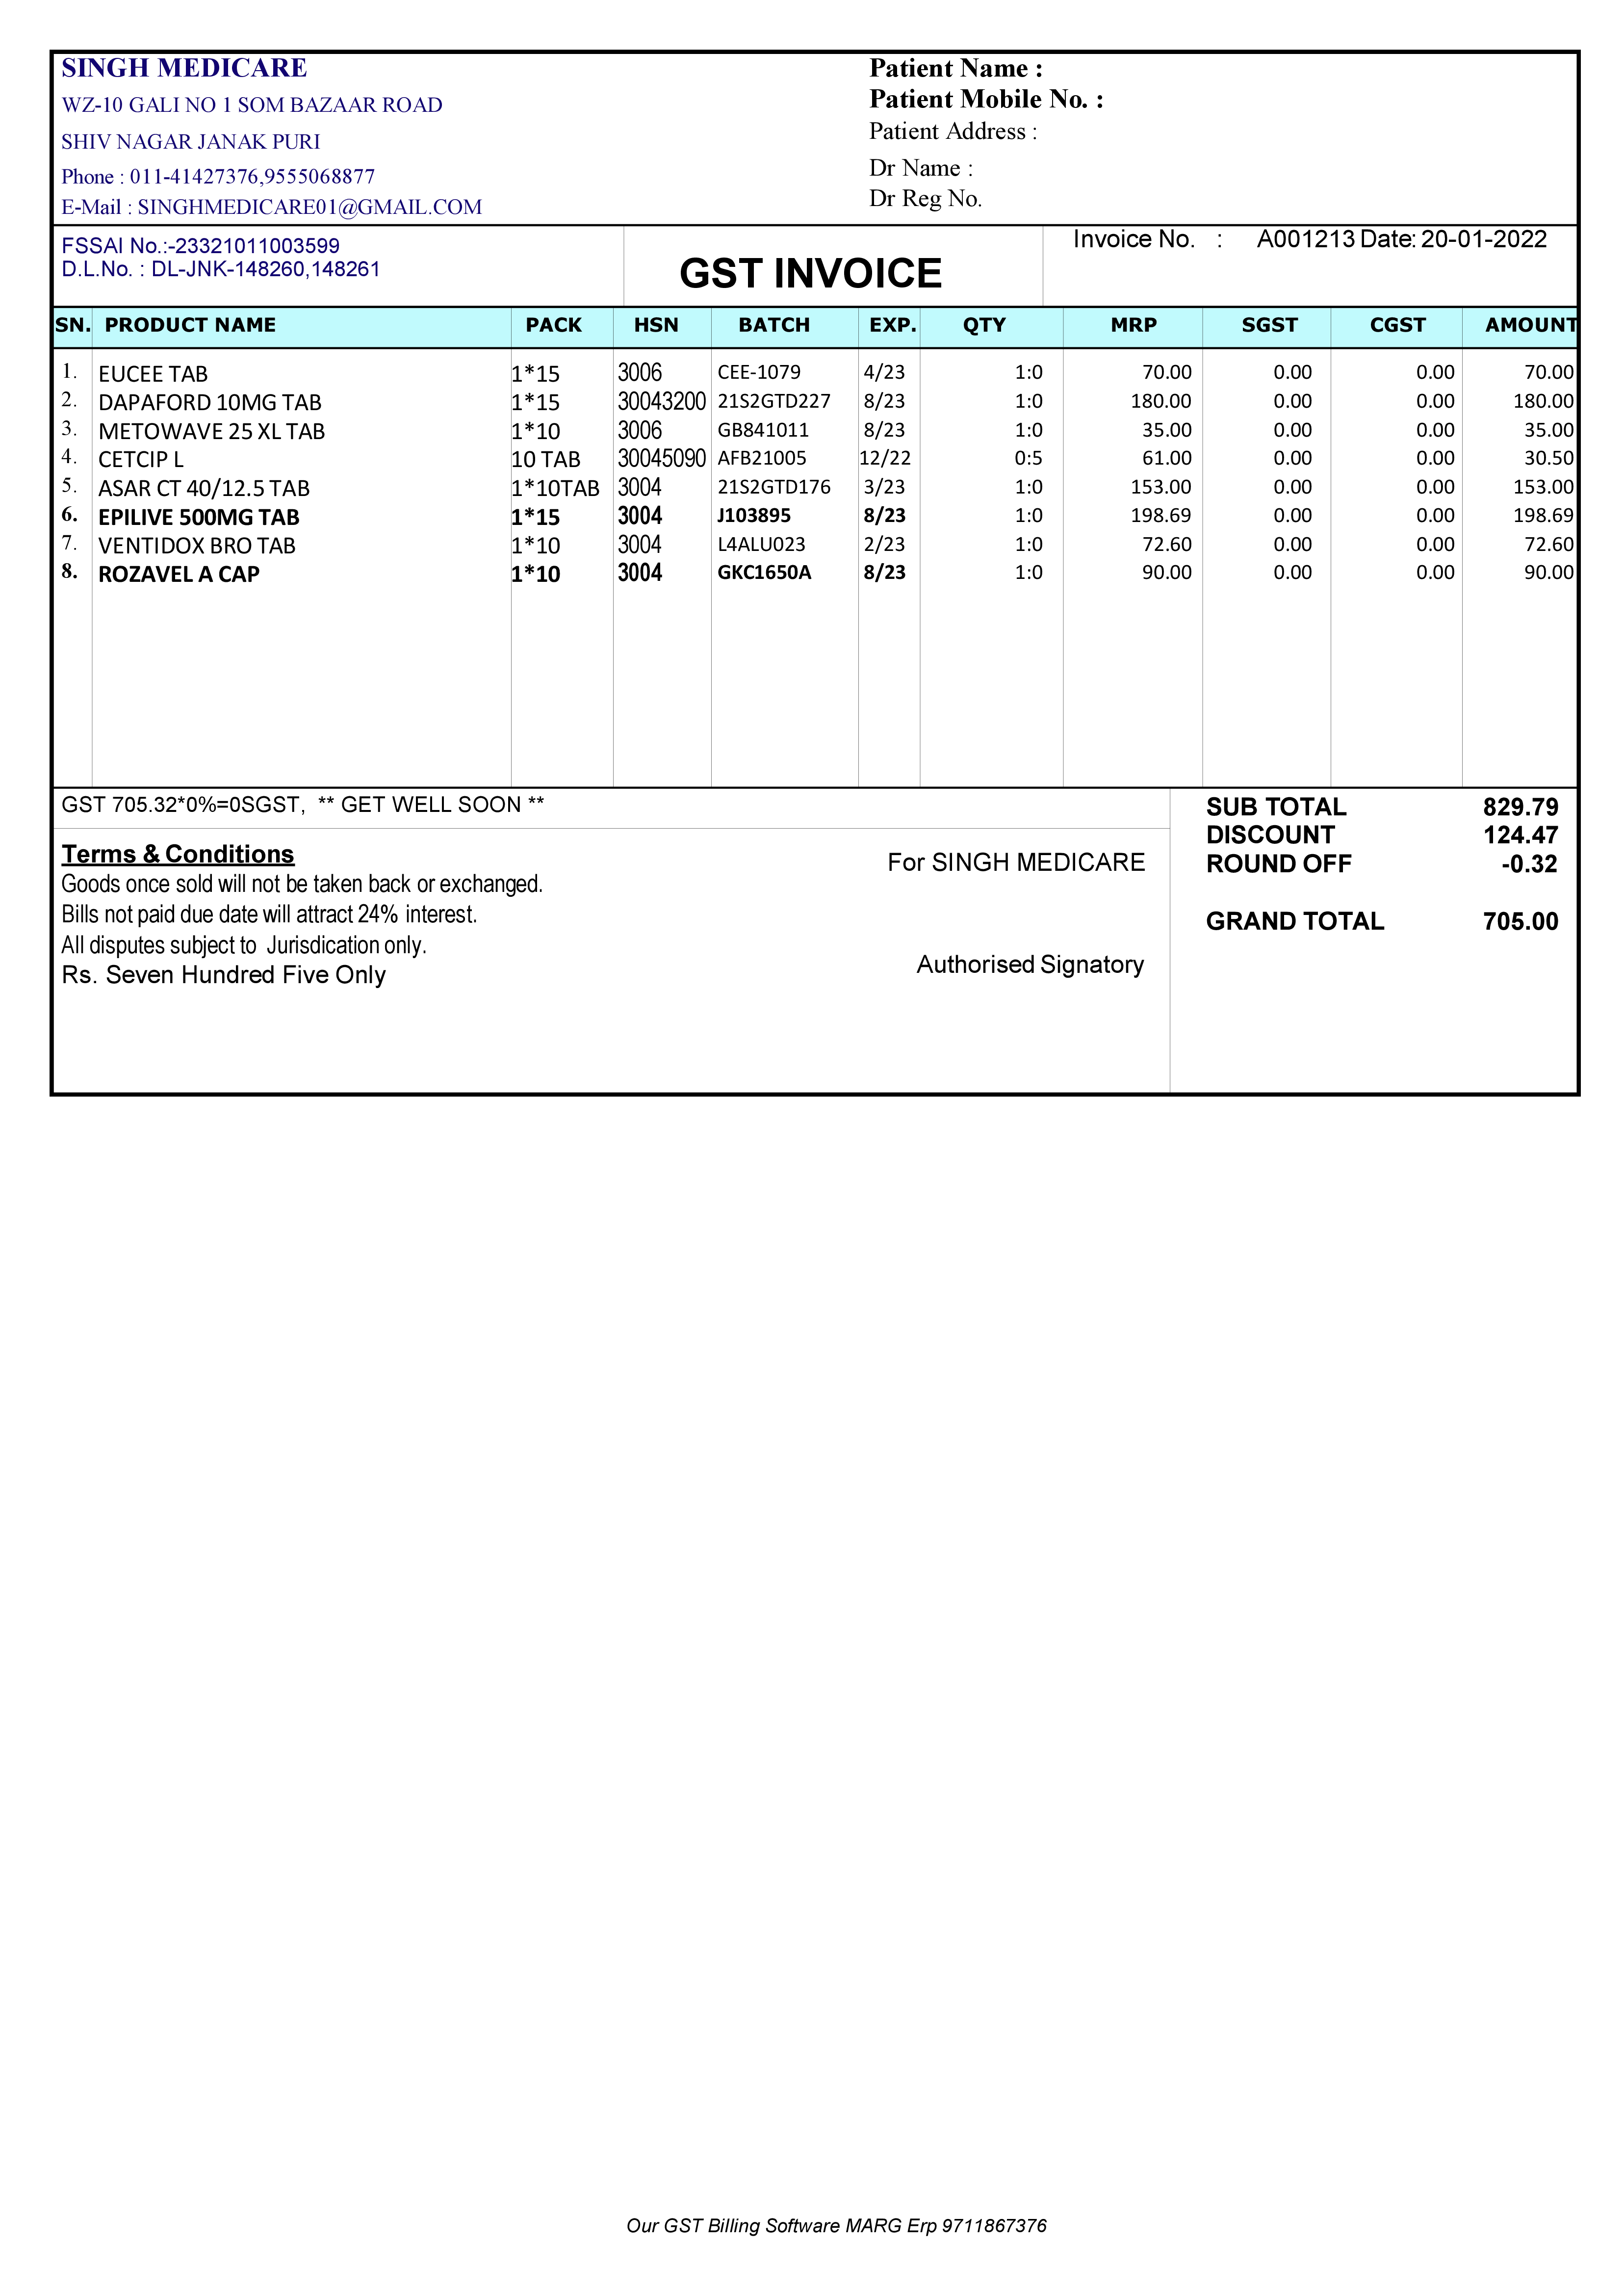 SINGH MEDICARE
WZ-10 GALI NO 1 SOM BAZAAR ROAD
SHIV NAGAR JANAK PURI
Phone : 011-41427376,9555068877
E-Mail : SINGHMEDICARE01@GMAIL.COM
Patient Name :
Patient Mobile No. :
Patient Address :
Dr Name :
Dr Reg No.
FSSAI No.:-23321011003599
D.L.No. : DL-JNK-148260,148261
GST INVOICE
Invoice No. : A001213 Date: 20-01-2022
SN. PRODUCT NAME PACK HSN BATCH EXP. QTY MRP SGST CGST AMOUNT
1. EUCEE TAB 1*15 3006 CEE-1079 4/23 1:0 70.00 0.00 0.00 70.00
2. DAPAFORD 10MG TAB 1*15 30043200 21S2GTD227 8/23 1:0 180.00 0.00 0.00 180.00
3. METOWAVE 25 XL TAB 1*10 3006 GB841011 8/23 1:0 35.00 0.00 0.00 35.00
4. CETCIP L 10 TAB 30045090 AFB21005 12/22 0:5 61.00 0.00 0.00 30.50
5. ASAR CT 40/12.5 TAB 1*10TAB 3004 21S2GTD176 3/23 1:0 153.00 0.00 0.00 153.00
6. EPILIVE 500MG TAB 1*15 3004 J103895 8/23 1:0 198.69 0.00 0.00 198.69
7. VENTIDOX BRO TAB 1*10 3004 L4ALU023 2/23 1:0 72.60 0.00 0.00 72.60
8. ROZAVEL A CAP 1*10 3004 GKC1650A 8/23 1:0 90.00 0.00 0.00 90.00
GST 705.32*0%=0SGST, ** GET WELL SOON **
Terms & Conditions
Goods once sold will not be taken back or exchanged.
Bills not paid due date will attract 24% interest.
All disputes subject to Jurisdication only.
Rs. Seven Hundred Five Only
For SINGH MEDICARE
Authorised Signatory
SUB TOTAL 829.79
DISCOUNT 124.47
ROUND OFF -0.32
GRAND TOTAL 705.00
Our GST Billing Software MARG Erp 9711867376